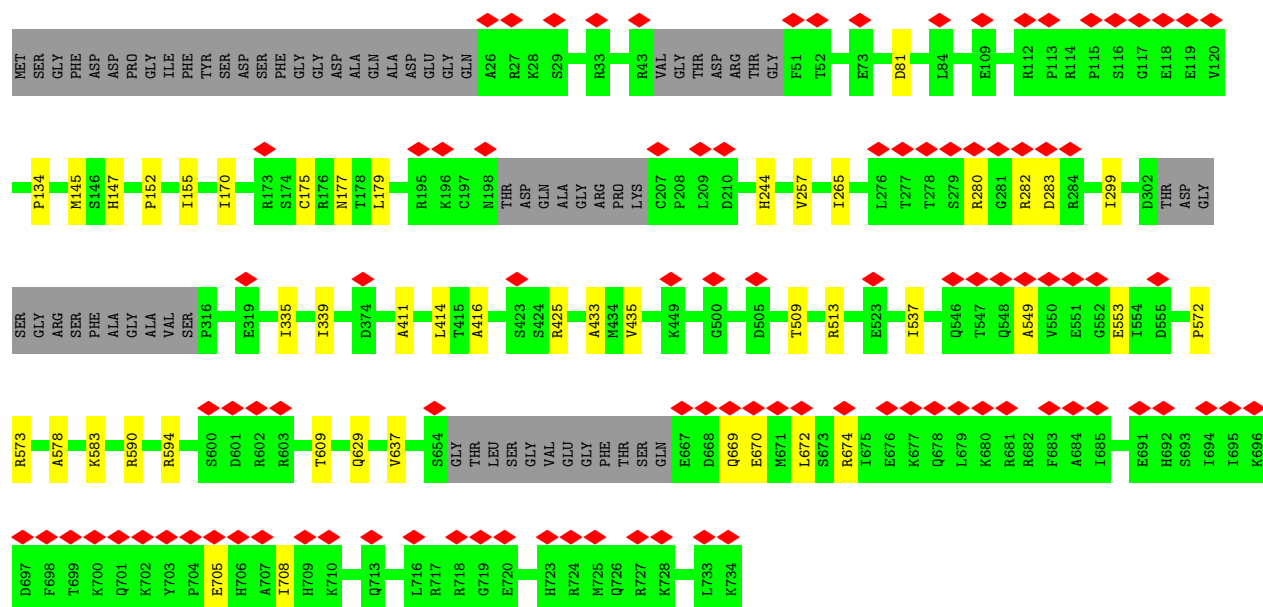 MET SER GLY PHE ASP ASP PRO GLY ILE PHE TYR SER ASP SER PHE GLY GLY ASP ALA GLN ALA ASP GLU GLY GLN A26 R27 K28 S29 R33 R43 VAL GLY THR ASP ARG THR GLY F51 T52 E73 D81 L84 E109 R112 P113 R114 P115 S116 G117 E118 E119 V120
P134 M145 S146 H147 P152 I155 I170 R173 S174 C175 R176 N177 T178 L179 R195 K196 C197 N198 THR ASP GLN ALA GLY ARG PRO LYS C207 P208 L209 D210 H244 V257 I265 L276 T277 T278 S279 R280 G281 R282 D283 R284 I299 D302 THR ASP GLY
SER GLY ARG SER PHE ALA GLY ALA VAL SER P316 E319 I335 I339 D374 A411 L414 T415 A416 S423 S424 R425 A433 M434 V435 K449 G500 D505 T509 R513 E523 I537 Q546 T547 Q548 A549 V550 E551 G552 E553 I554 D555 P572
R573 A578 K583 R590 R594 S600 D601 R602 R603 T609 Q629 V637 S654 GLY THR LEU SER GLY VAL GLU GLY PHE THR SER GLN E667 D668 Q669 E670 M671 L672 S673 R674 I675 E676 K677 Q678 L679 K680 R681 R682 F683 A684 I685 E691 H692 S693 I694 I695 K696
D697 F698 T699 K700 Q701 K702 Y703 P704 E705 H706 A707 I708 H709 K710 Q713 L716 R717 R718 G719 E720 H723 R724 M725 Q726 R727 K728 L733 K734